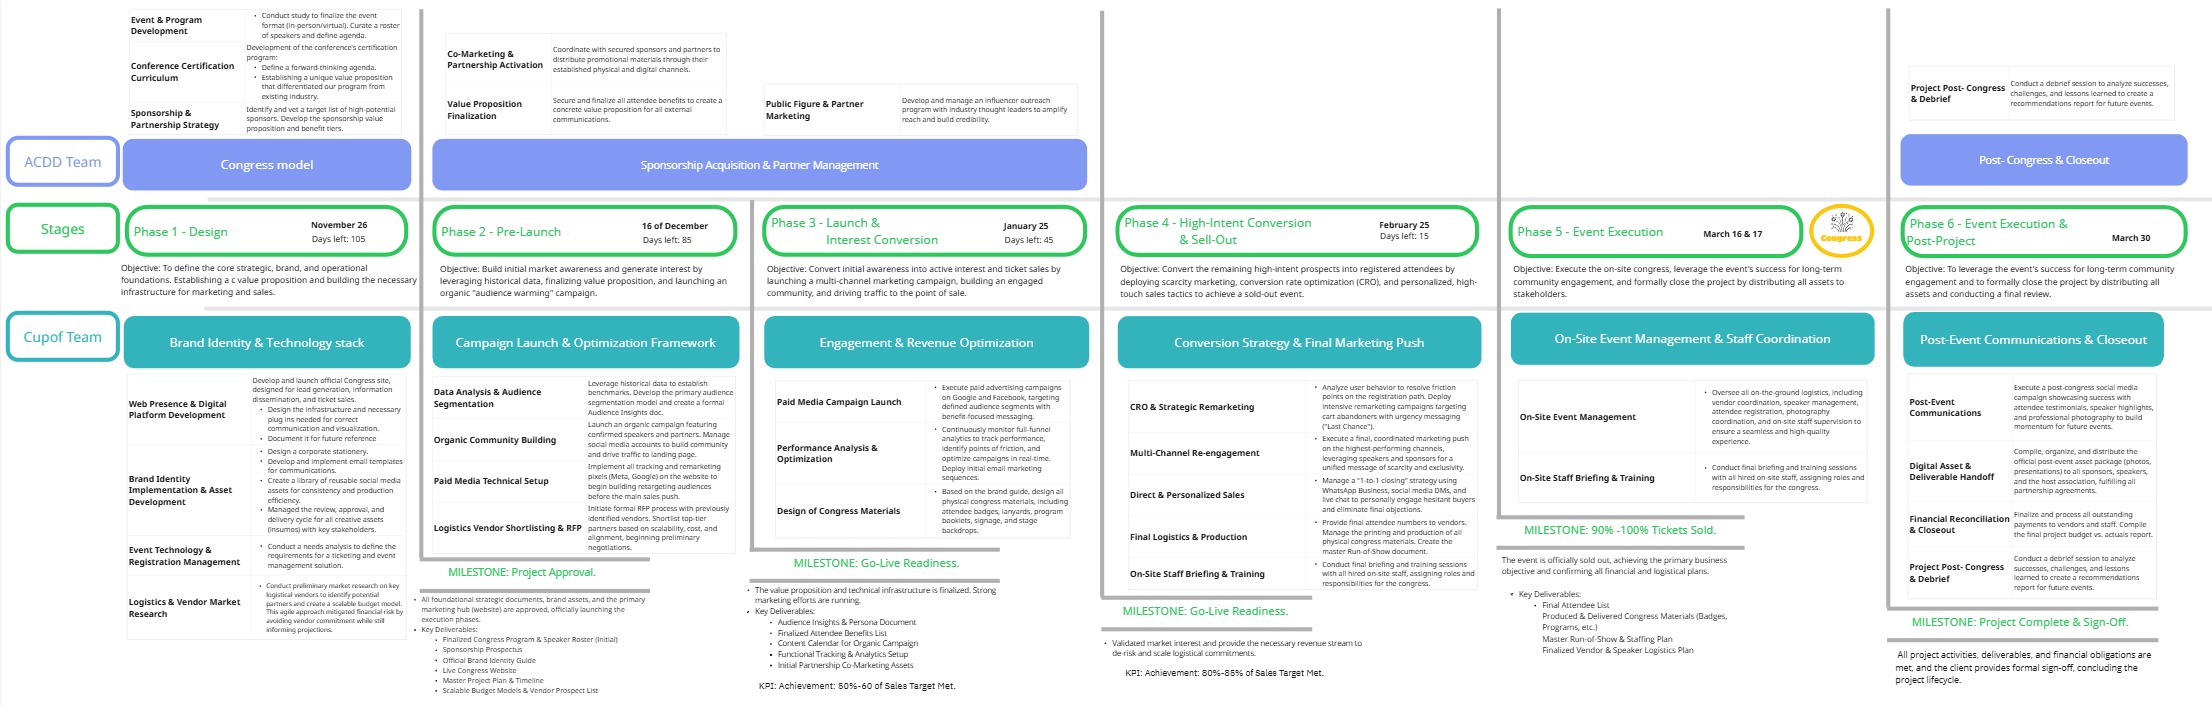 Event & Program
Development
• Conduct study to finalize the event
format (in-person/virtual). Curate a roster
of speakers and define agenda.
Conference Certification
Curriculum
Development of the conference's certification
program:
• Define a forward-thinking agenda.
• Establishing a unique value proposition
that differentiated our program from
existing industry.
Sponsorship &
Partnership Strategy
Identify and vet a target list of high-potential
sponsors. Develop the sponsorship value
proposition and benefit tiers.
Co-Marketing &
Partnership Activation
Coordinate with secured sponsors and partners to
distribute promotional materials through their
established physical and digital channels.
Value Proposition
Finalization
Secure and finalize all attendee benefits to create a
concrete value proposition for all external
communications.
Public Figure & Partner
Marketing
Develop and manage an influencer outreach
program with industry thought leaders to amplify
reach and build credibility.
Project Post- Congress
& Debrief
Conduct a debrief session to analyze successes,
challenges, and lessons learned to create a
recommendations report for future events.
ACDD Team
Congress model
Sponsorship Acquisition & Partner Management
Post- Congress & Closeout
Stages
Phase 1 - Design
November 26
Days left: 105
Phase 2 - Pre-Launch
16 of December
Days left: 85
Phase 3 - Launch &
Interest Conversion
January 25
Days left: 45
Phase 4 - High-Intent Conversion
& Sell-Out
February 25
Days left: 15
Phase 5 - Event Execution
March 16 & 17
Congress
Phase 6 - Event Execution &
Post-Project
March 30
Objective: To define the core strategic, brand, and operational
foundations. Establishing a c value proposition and building the necessary
infrastructure for marketing and sales.
Objective: Build initial market awareness and generate interest by
leveraging historical data, finalizing value proposition, and launching an
organic "audience warming" campaign.
Objective: Convert initial awareness into active interest and ticket sales by
launching a multi-channel marketing campaign, building an engaged
community, and driving traffic to the point of sale.
Objective: Convert the remaining high-intent prospects into registered attendees by
deploying scarcity marketing, conversion rate optimization (CRO), and personalized, high-
touch sales tactics to achieve a sold-out event.
Objective: Execute the on-site congress, leverage the event's success for long-term
community engagement, and formally close the project by distributing all assets to
stakeholders.
Objective: To leverage the event's success for long-term community
engagement and to formally close the project by distributing all
assets and conducting a final review.
Cupof Team
Brand Identity & Technology stack
Campaign Launch & Optimization Framework
Engagement & Revenue Optimization
Conversion Strategy & Final Marketing Push
On-Site Event Management & Staff Coordination
Post-Event Communications & Closeout
Web Presence & Digital
Platform Development
Develop and launch official Congress site,
designed for lead generation, information
dissemination, and ticket sales.
• Design the infrastructure and necessary
plug ins needed for correct
communication and visualization.
• Document it for future reference
Brand Identity
Implementation & Asset
Development
• Design a corporate stationery.
• Develop and implement email templates
for communications.
• Create a library of reusable social media
assets for consistency and production
efficiency.
• Managed the review, approval, and
delivery cycle for all creative assets
(insumos) with key stakeholders.
Event Technology &
Registration Management
• Conduct a needs analysis to define the
requirements for a ticketing and event
management solution.
Logistics & Vendor Market
Research
• Conduct preliminary market research on key
logistical vendors to identify potential
partners and create a scalable budget model.
This agile approach mitigated financial risk by
avoiding vendor commitment while still
informing projections.
Data Analysis & Audience
Segmentation
Leverage historical data to establish
benchmarks. Develop the primary audience
segmentation model and create a formal
Audience Insights doc.
Organic Community Building
Launch an organic campaign featuring
confirmed speakers and partners. Manage
social media accounts to build community
and drive traffic to landing page.
Paid Media Technical Setup
Implement all tracking and remarketing
pixels (Meta, Google) on the website to
begin building retargeting audiences
before the main sales push.
Logistics Vendor Shortlisting & RFP
Initiate formal RFP process with previously
identified vendors. Shortlist top-tier
partners based on scalability, cost, and
alignment, beginning preliminary
negotiations.
MILESTONE: Project Approval.
• All foundational strategic documents, brand assets, and the primary
marketing hub (website) are approved, officially launching the
execution phases.
• Key Deliverables:
• Finalized Congress Program & Speaker Roster (Initial)
• Sponsorship Prospectus
• Official Brand Identity Guide
• Live Congress Website
• Master Project Plan & Timeline
• Scalable Budget Models & Vendor Prospect List
Paid Media Campaign Launch
• Execute paid advertising campaigns
on Google and Facebook, targeting
defined audience segments with
benefit-focused messaging.
Performance Analysis &
Optimization
• Continuously monitor full-funnel
analytics to track performance,
identify points of friction, and
optimize campaigns in real-time.
Deploy initial email marketing
sequences.
Design of Congress Materials
• Based on the brand guide, design all
physical congress materials, including
attendee badges, lanyards, program
booklets, signage, and stage
backdrops.
MILESTONE: Go-Live Readiness.
• The value proposition and technical infrastructure is finalized. Strong
marketing efforts are running.
• Key Deliverables:
• Audience Insights & Persona Document
• Finalized Attendee Benefits List
• Content Calendar for Organic Campaign
• Functional Tracking & Analytics Setup
• Initial Partnership Co-Marketing Assets
KPI: Achievement: 50%-60 of Sales Target Met.
CRO & Strategic Remarketing
• Analyze user behavior to resolve friction
points on the registration path. Deploy
intensive remarketing campaigns targeting
cart abandoners with urgency messaging
("Last Chance").
Multi-Channel Re-engagement
• Execute a final, coordinated marketing push
on the highest-performing channels,
leveraging speakers and sponsors for a
unified message of scarcity and exclusivity.
Direct & Personalized Sales
• Manage a "1-to-1 closing" strategy using
WhatsApp Business, social media DMs, and
live chat to personally engage hesitant buyers
and eliminate final objections.
Final Logistics & Production
• Provide final attendee numbers to vendors.
Manage the printing and production of all
physical congress materials. Create the
master Run-of-Show document.
On-Site Staff Briefing & Training
• Conduct final briefing and training sessions
with all hired on-site staff, assigning roles and
responsibilities for the congress.
MILESTONE: Go-Live Readiness.
• Validated market interest and provide the necessary revenue stream to
de-risk and scale logistical commitments.
KPI: Achievement: 80%-85% of Sales Target Met.
On-Site Event Management
• Oversee all on-the-ground logistics, including
vendor coordination, speaker management,
attendee registration, photography
coordination, and on-site staff supervision to
ensure a seamless and high-quality
experience.
On-Site Staff Briefing & Training
• Conduct final briefing and training sessions
with all hired on-site staff, assigning roles and
responsibilities for the congress.
MILESTONE: 90% -100% Tickets Sold.
The event is officially sold out, achieving the primary business
objective and confirming all financial and logistical plans.
• Key Deliverables:
• Final Attendee List
Produced & Delivered Congress Materials (Badges,
Programs, etc.)
Master Run-of-Show & Staffing Plan
Finalized Vendor & Speaker Logistics Plan
Post-Event
Communications
Execute a post-congress social media
campaign showcasing success with
attendee testimonials, speaker highlights,
and professional photography to build
momentum for future events.
Digital Asset &
Deliverable Handoff
Compile, organize, and distribute the
official post-event asset package (photos,
presentations) to all sponsors, speakers,
and the host association, fulfilling all
partnership agreements.
Financial Reconciliation
& Closeout
Finalize and process all outstanding
payments to vendors and staff. Compile
the final project budget vs. actuals report.
Project Post- Congress
& Debrief
Conduct a debrief session to analyze
successes, challenges, and lessons
learned to create a recommendations
report for future events.
MILESTONE: Project Complete & Sign-Off.
All project activities, deliverables, and financial obligations are
met, and the client provides formal sign-off, concluding the
project lifecycle.